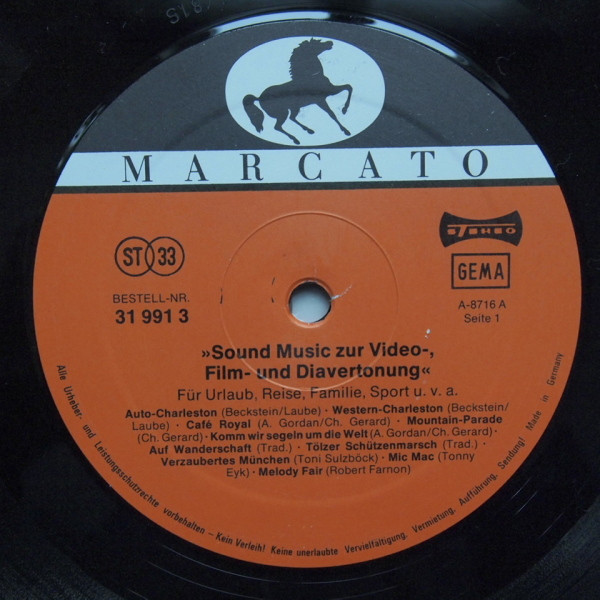 MARCATO
ST 33
STEREO
GEMA
BESTELL-NR.
31 991 3
A-8716 A
Seite 1
»Sound Music zur Video-,
Film- und Diavertonung«
Für Urlaub, Reise, Familie, Sport u. v. a.
Auto-Charleston (Beckstein/Laube) · Western-Charleston (Beckstein/
Laube) · Café Royal (A. Gordan/Ch. Gerard) · Mountain-Parade
(Ch. Gerard) · Komm wir segeln um die Welt (A. Gordan/Ch. Gerard)
Auf Wanderschaft (Trad.) · Tölzer Schützenmarsch (Trad.) ·
Verzaubertes München (Toni Sulzböck) · Mic Mac (Tonny
Eyk) · Melody Fair (Robert Farnon)
Alle Urheber- und Leistungsschutzrechte vorbehalten – Kein Verleih! Keine unerlaubte Vervielfältigung, Vermietung, Aufführung, Sendung! Made in Germany